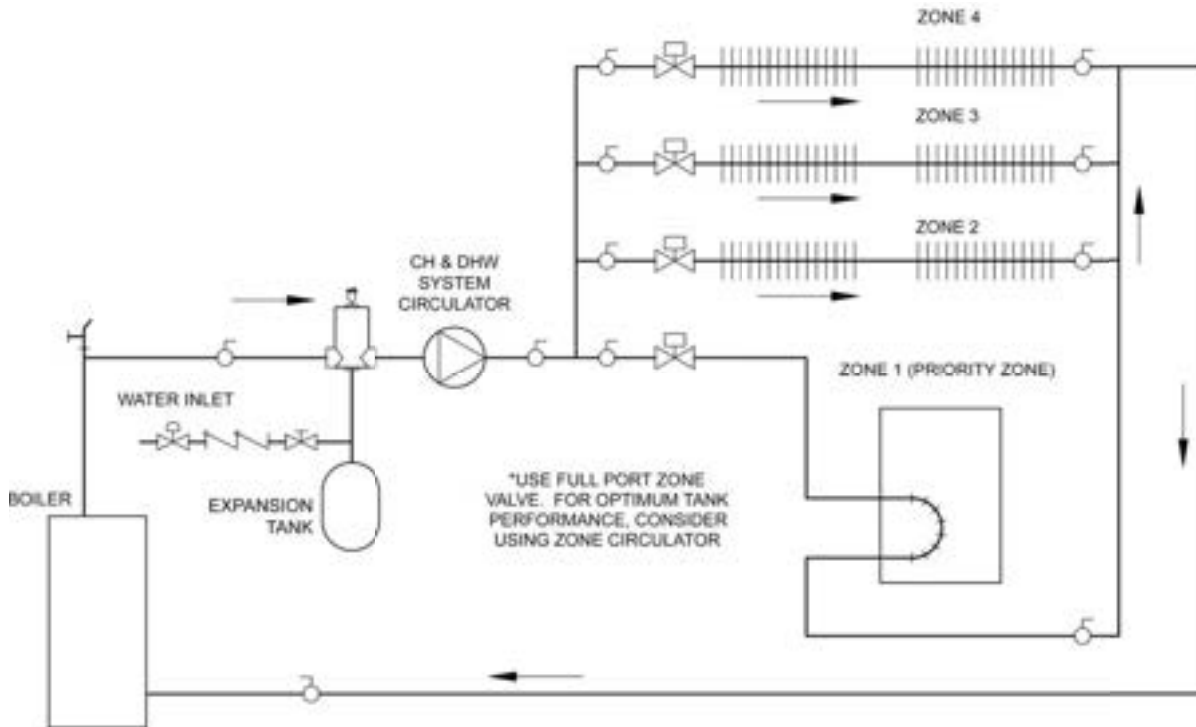 ZONE 4
ZONE 3
ZONE 2
CH & DHW
SYSTEM
CIRCULATOR
ZONE 1 (PRIORITY ZONE)
WATER INLET
BOILER
EXPANSION
TANK
*USE FULL PORT ZONE
VALVE. FOR OPTIMUM TANK
PERFORMANCE, CONSIDER
USING ZONE CIRCULATOR